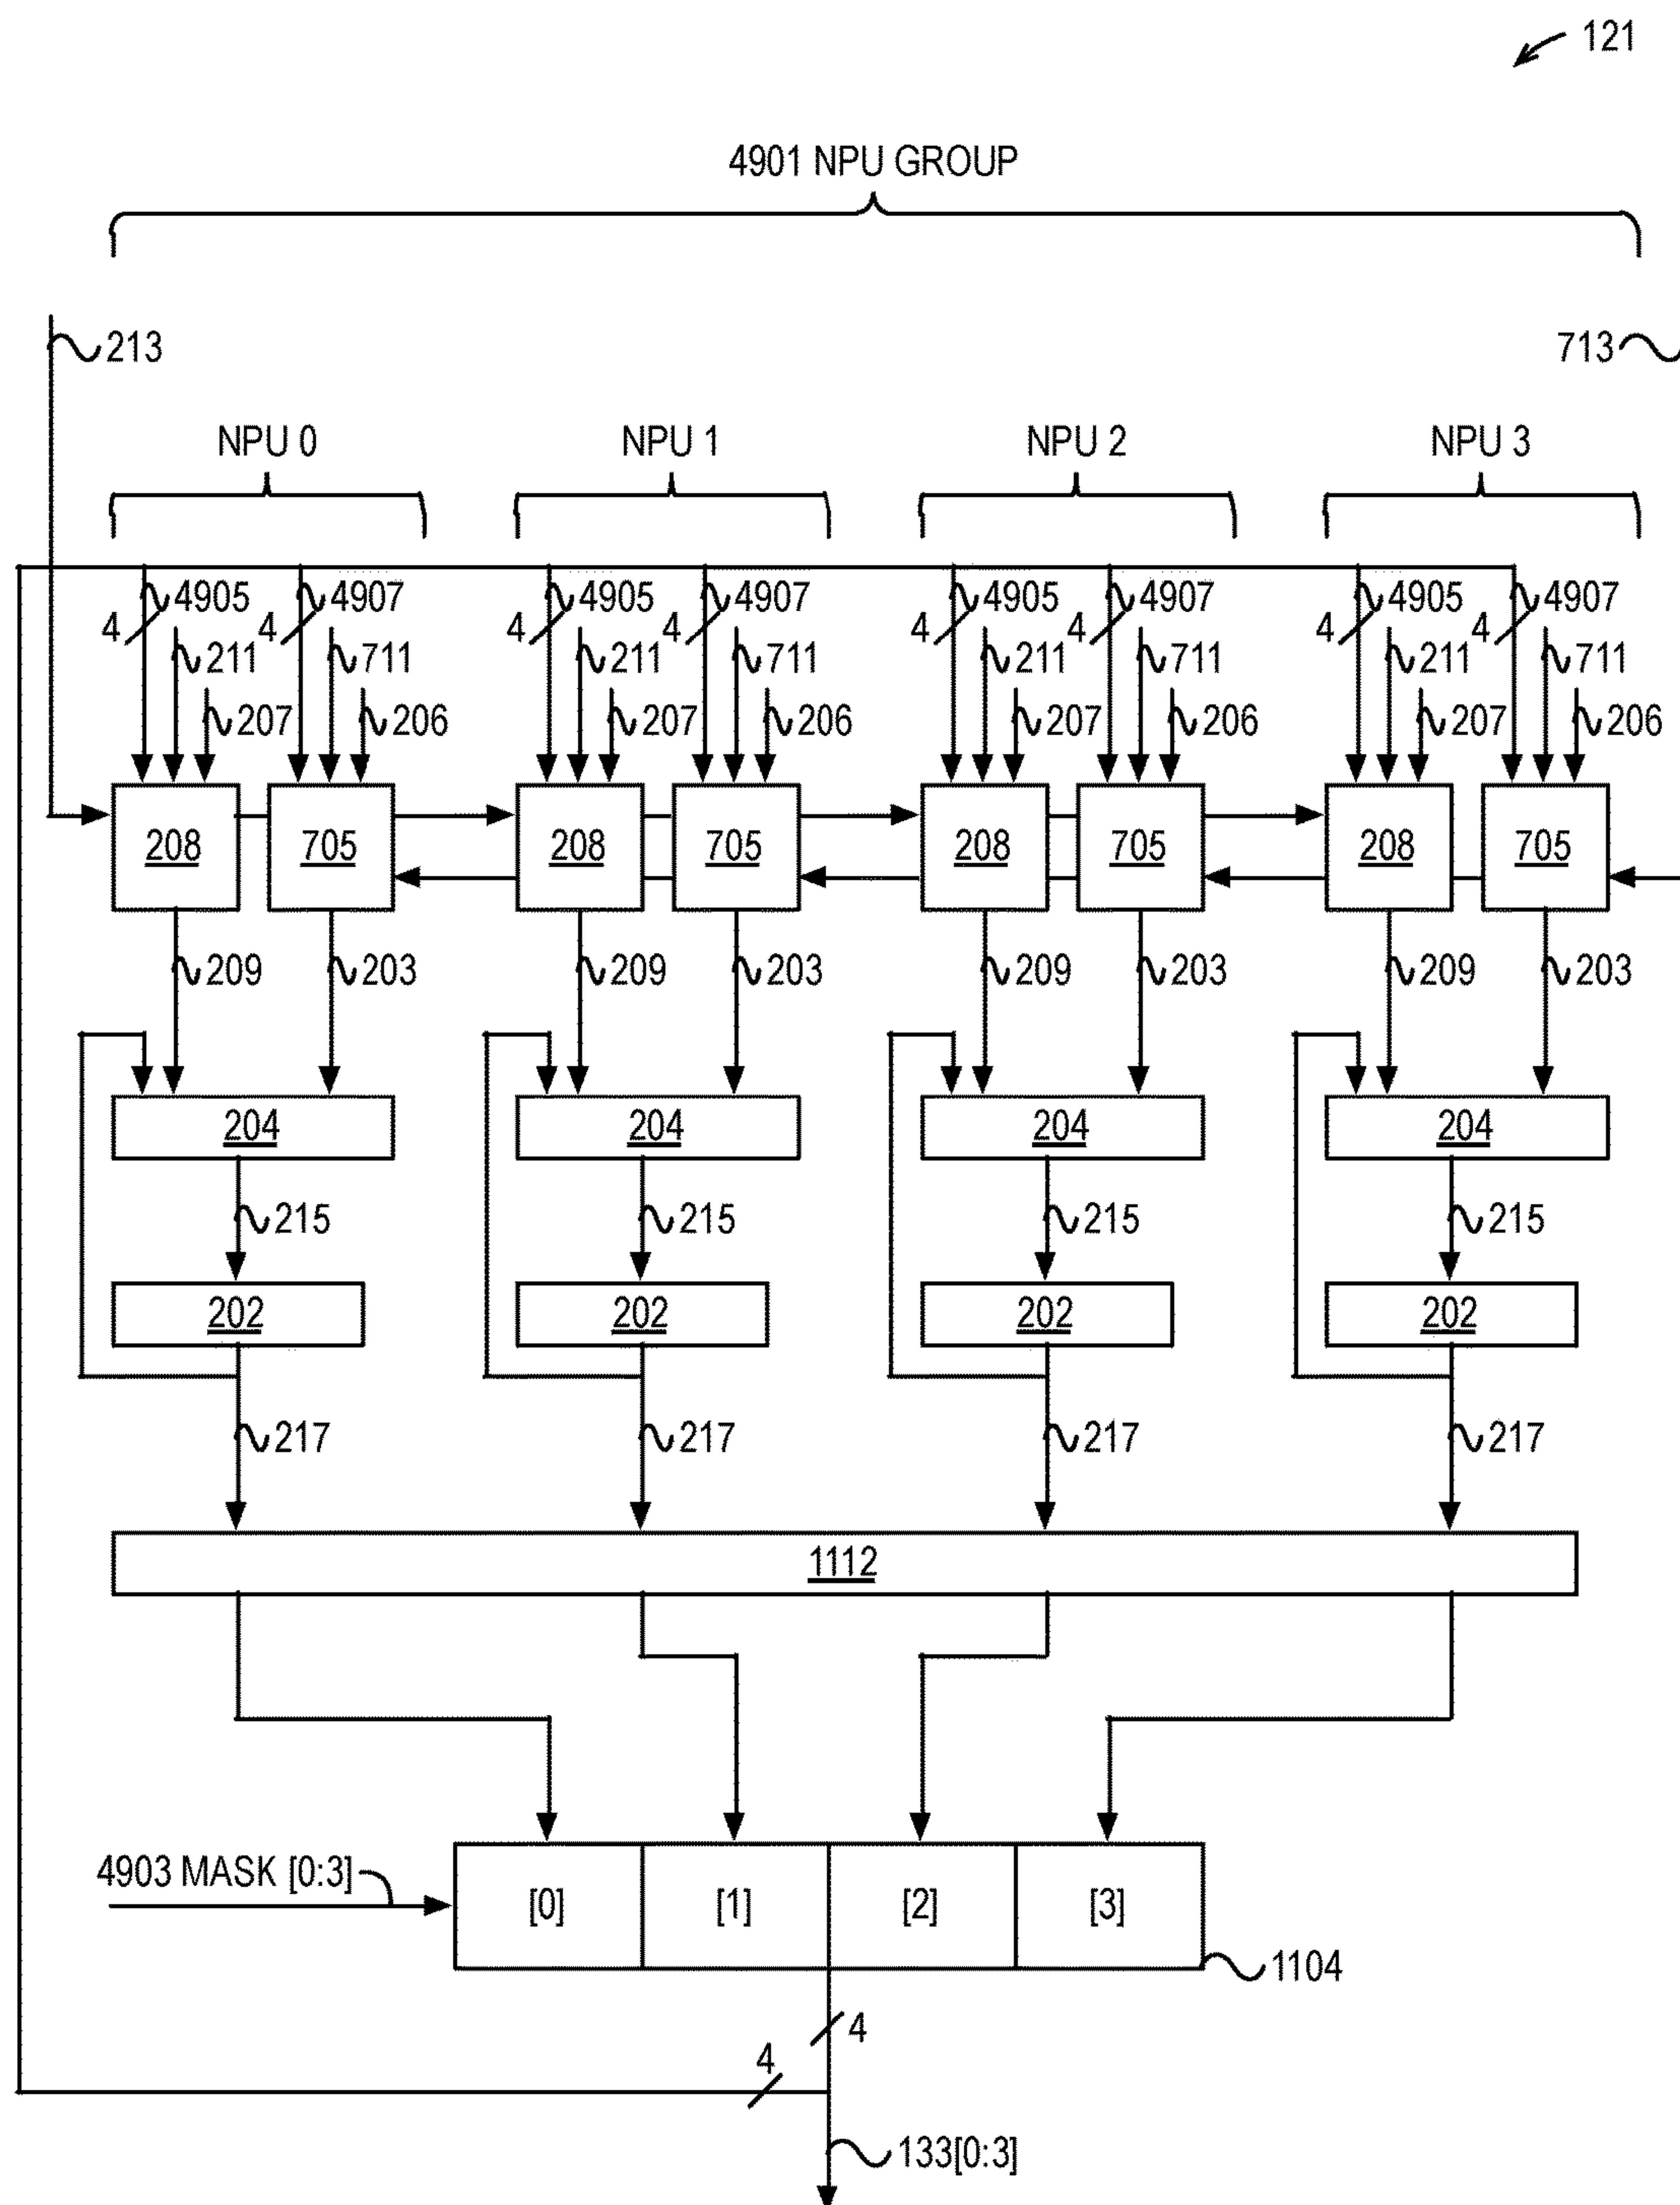 121
4901 NPU GROUP
213
713
NPU 0 NPU 1 NPU 2 NPU 3
4905 4907 4905 4907 4905 4907 4905 4907
4 4 4 4 4 4 4 4
211 711 211 711 211 711 211 711
207 206 207 206 207 206 207 206
208 705 208 705 208 705 208 705
209 203 209 203 209 203 209 203
204 204 204 204
215 215 215 215
202 202 202 202
217 217 217 217
1112
4903 MASK [0:3]
[0] [1] [2] [3]
1104
4
4
133[0:3]